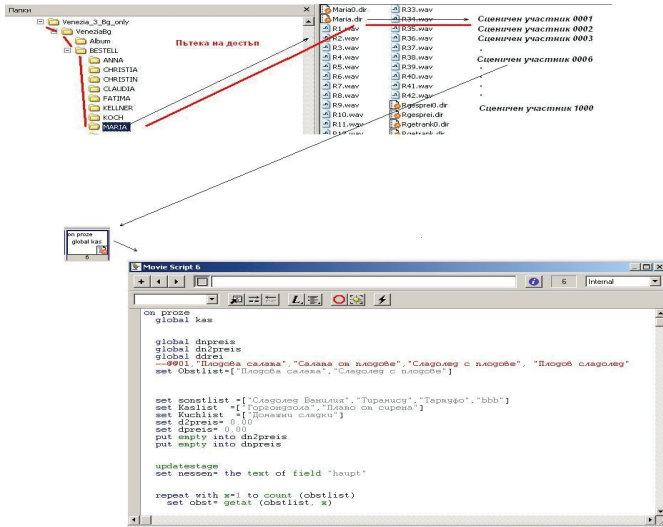 Папки
Venezia_3_Bg_only
VeneziaBg
Album
BESTELL
ANNA
CHRISTIA
CHRISTIN
CLAUDIA
FATIMA
KELLNER
KOCH
MARIA
Пътека на достъп
Maria0.dir
Maria.dir
R1.wav
R2.wav
R3.wav
R4.wav
R5.wav
R6.wav
R7.wav
R8.wav
R9.wav
R10.wav
R11.wav
R12.wav
R33.wav
R34.wav
R35.wav
R36.wav
R37.wav
R38.wav
R39.wav
R40.wav
R41.wav
R42.wav
Rgesprei0.dir
Rgesprei.dir
Rgetrank0.dir
Rgetrank.dir
Сценичен участник 0001
Сценичен участник 0002
Сценичен участник 0003
.
Сценичен участник 0006
.
.
.
Сценичен участник 1000
on proze
global kas
6
Movie Script 6
6
Internal
on proze
global kas
global dnpreis
global dn2preis
global ddrei
--@@01,"Плодова салата","Салата от плодове","Сладолед с плодове", "Плодов сладолед"
set Obstlist=["Плодова салата","Сладолед с плодове"]
set sonstlist =["Сладолед Ванилия","Тирамису","Тартуфо","bbb"]
set Kaslist =["Горгондзола","Плато от сирена"]
set Kuchlist =["Домашни сладки"]
set d2preis= 0.00
set dpreis= 0.00
put empty into dn2preis
put empty into dnpreis
updatestage
set nessen= the text of field "haupt"
repeat with x=1 to count (obstlist)
set obst= getat (obstlist, x)